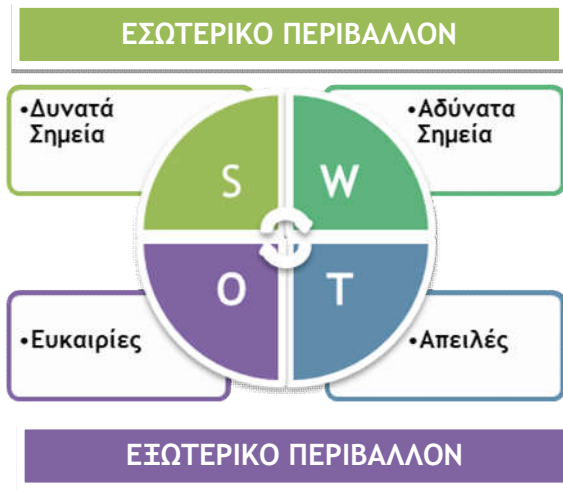 ΕΣΩΤΕΡΙΚΟ ΠΕΡΙΒΑΛΛΟΝ
•Δυνατά
Σημεία
•Αδύνατα
Σημεία
S W
O T
•Ευκαιρίες
•Απειλές
ΕΞΩΤΕΡΙΚΟ ΠΕΡΙΒΑΛΛΟΝ